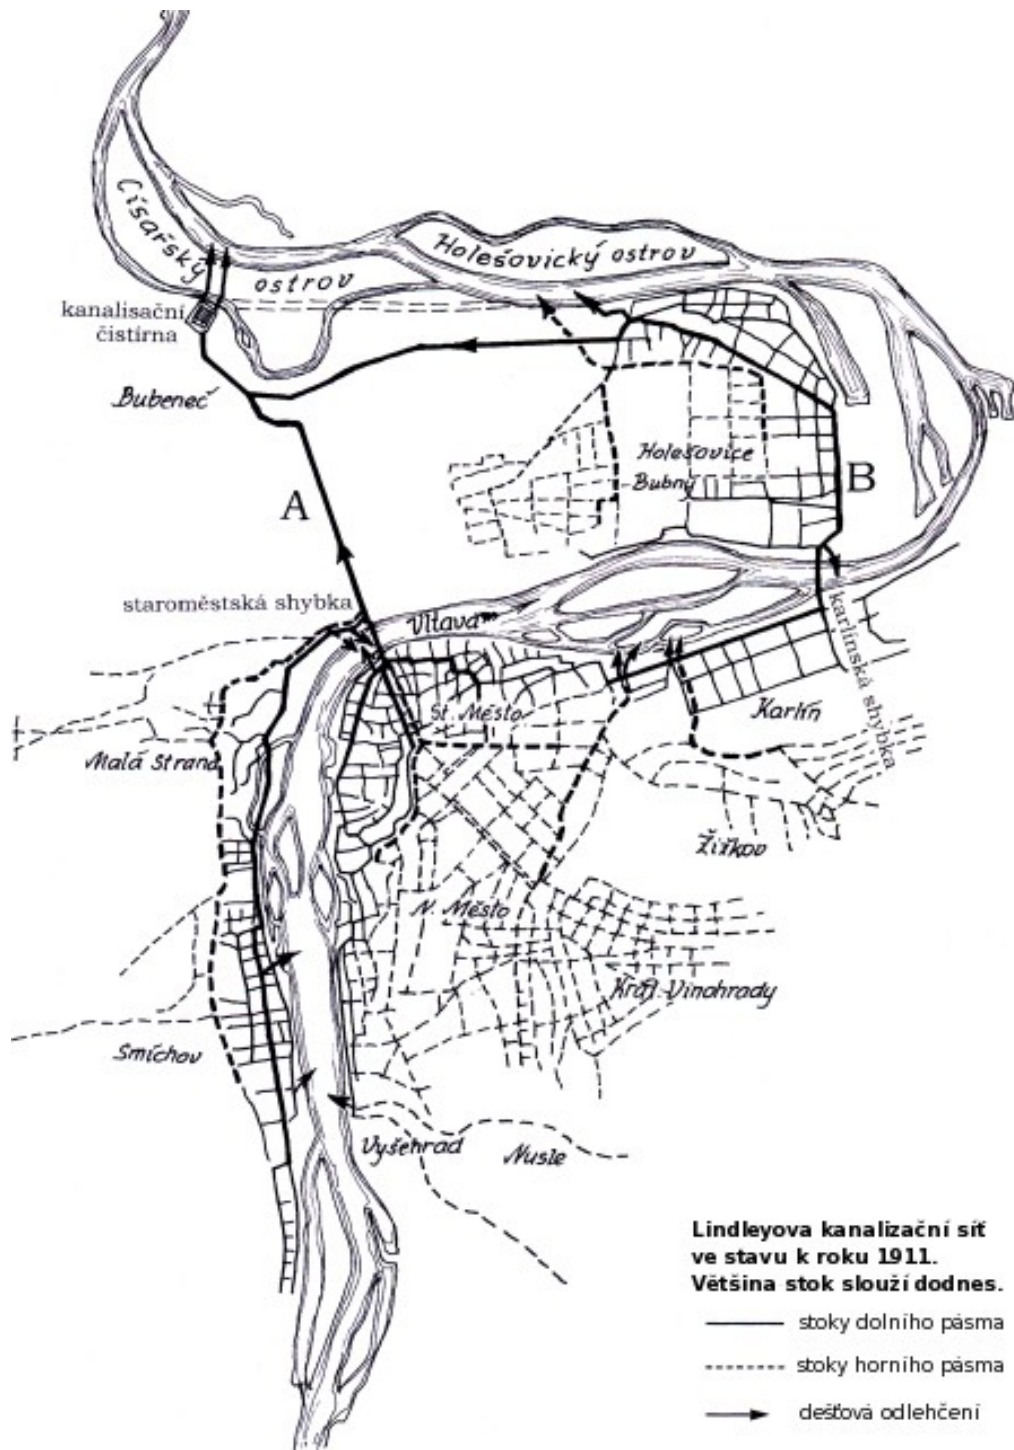 Císařský
ostrov
Holešovický ostrov
kanalisační
čistírna
Bubeneč
Holešovice
Bubny
A
B
staroměstská shybka
Vltava
karlínská shybka
St. Město
Karlín
Malá Strana
Žižkov
N. Město
Král. Vinohrady
Smíchov
Vyšehrad
Nusle
Lindleyova kanalizační síť
ve stavu k roku 1911.
Většina stok slouží dodnes.
stoky dolního pásma
stoky horního pásma
dešťová odlehčení